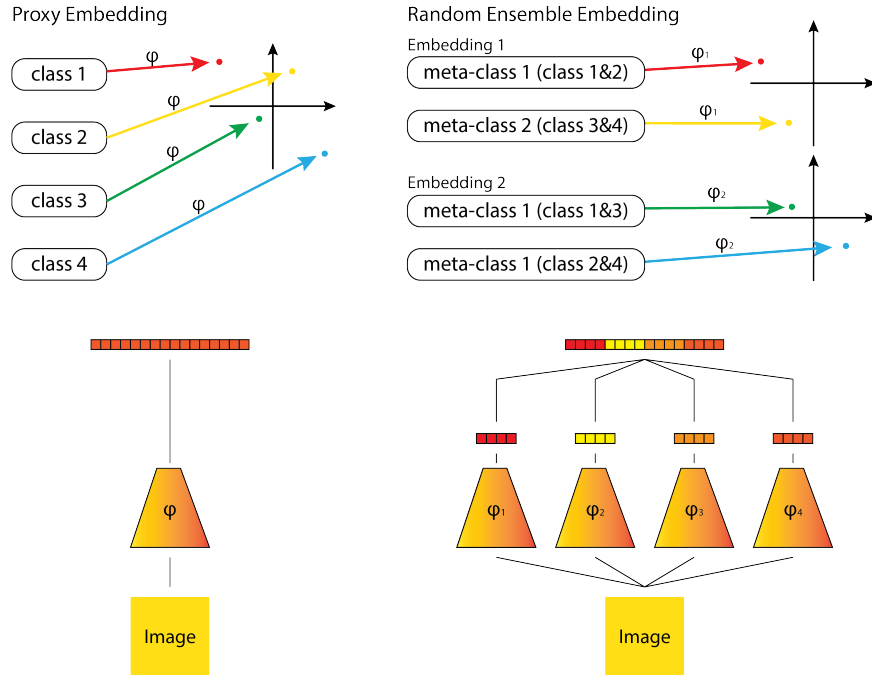 Proxy Embedding
class 1
φ
class 2
φ
class 3
φ
class 4
φ
Random Ensemble Embedding
Embedding 1
meta-class 1 (class 1&2)
φ1
meta-class 2 (class 3&4)
φ1
Embedding 2
meta-class 1 (class 1&3)
φ2
meta-class 1 (class 2&4)
φ2
φ
Image
φ1
φ2
φ3
φ4
Image